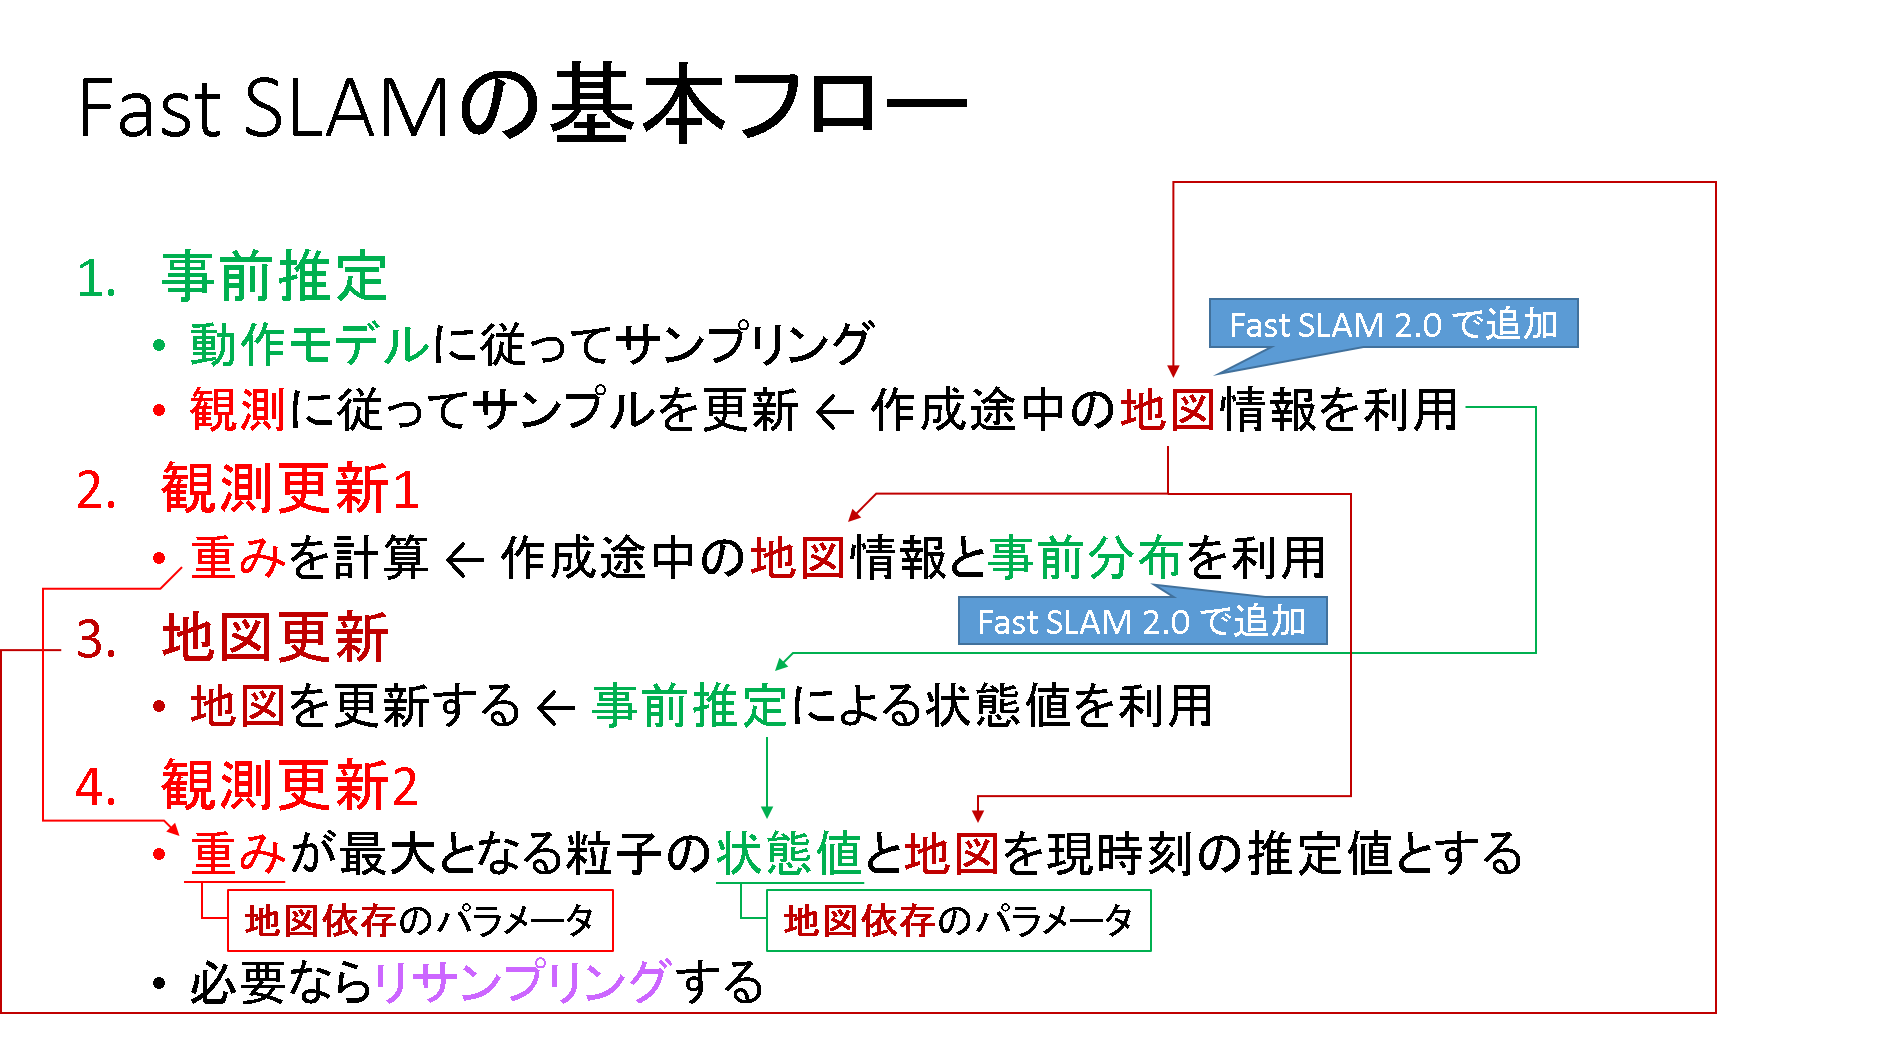 Fast SLAMの基本フロー
1. 事前推定
• 動作モデルに従ってサンプリング
Fast SLAM 2.0 で追加
• 観測に従ってサンプルを更新 ← 作成途中の地図情報を利用
2. 観測更新1
• 重みを計算 ← 作成途中の地図情報と事前分布を利用
Fast SLAM 2.0 で追加
3. 地図更新
• 地図を更新する ← 事前推定による状態値を利用
4. 観測更新2
• 重みが最大となる粒子の状態値と地図を現時刻の推定値とする
地図依存のパラメータ
地図依存のパラメータ
• 必要ならリサンプリングする